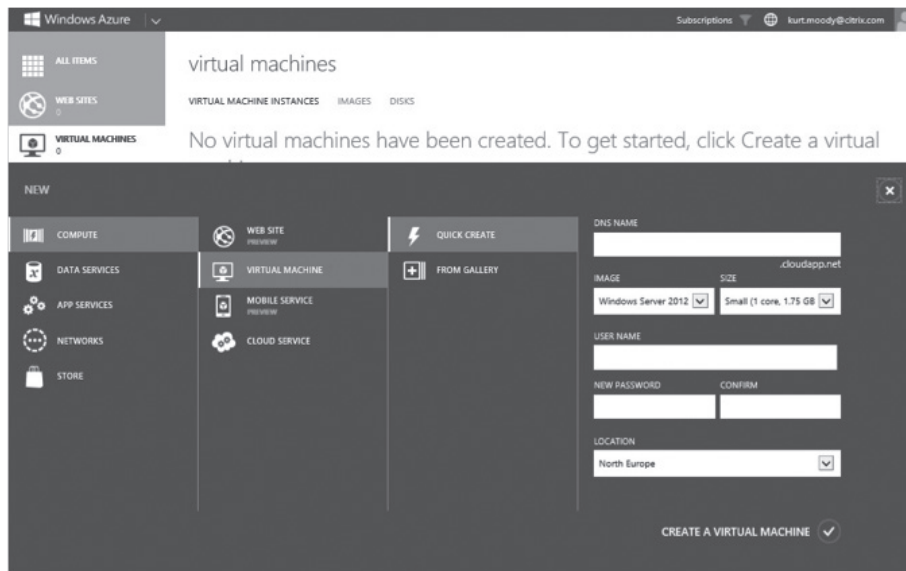 Windows Azure
Subscriptions
kurt.moody@citrix.com
ALL ITEMS
WEB SITES
0
VIRTUAL MACHINES
0
virtual machines
VIRTUAL MACHINE INSTANCES IMAGES DISKS
No virtual machines have been created. To get started, click Create a virtual
NEW
COMPUTE
DATA SERVICES
APP SERVICES
NETWORKS
STORE
WEB SITE
PREVIEW
VIRTUAL MACHINE
MOBILE SERVICE
PREVIEW
CLOUD SERVICE
QUICK CREATE
FROM GALLERY
DNS NAME
.cloudapp.net
IMAGE
Windows Server 2012
SIZE
Small (1 core, 1.75 GB
USER NAME
NEW PASSWORD
CONFIRM
LOCATION
North Europe
CREATE A VIRTUAL MACHINE